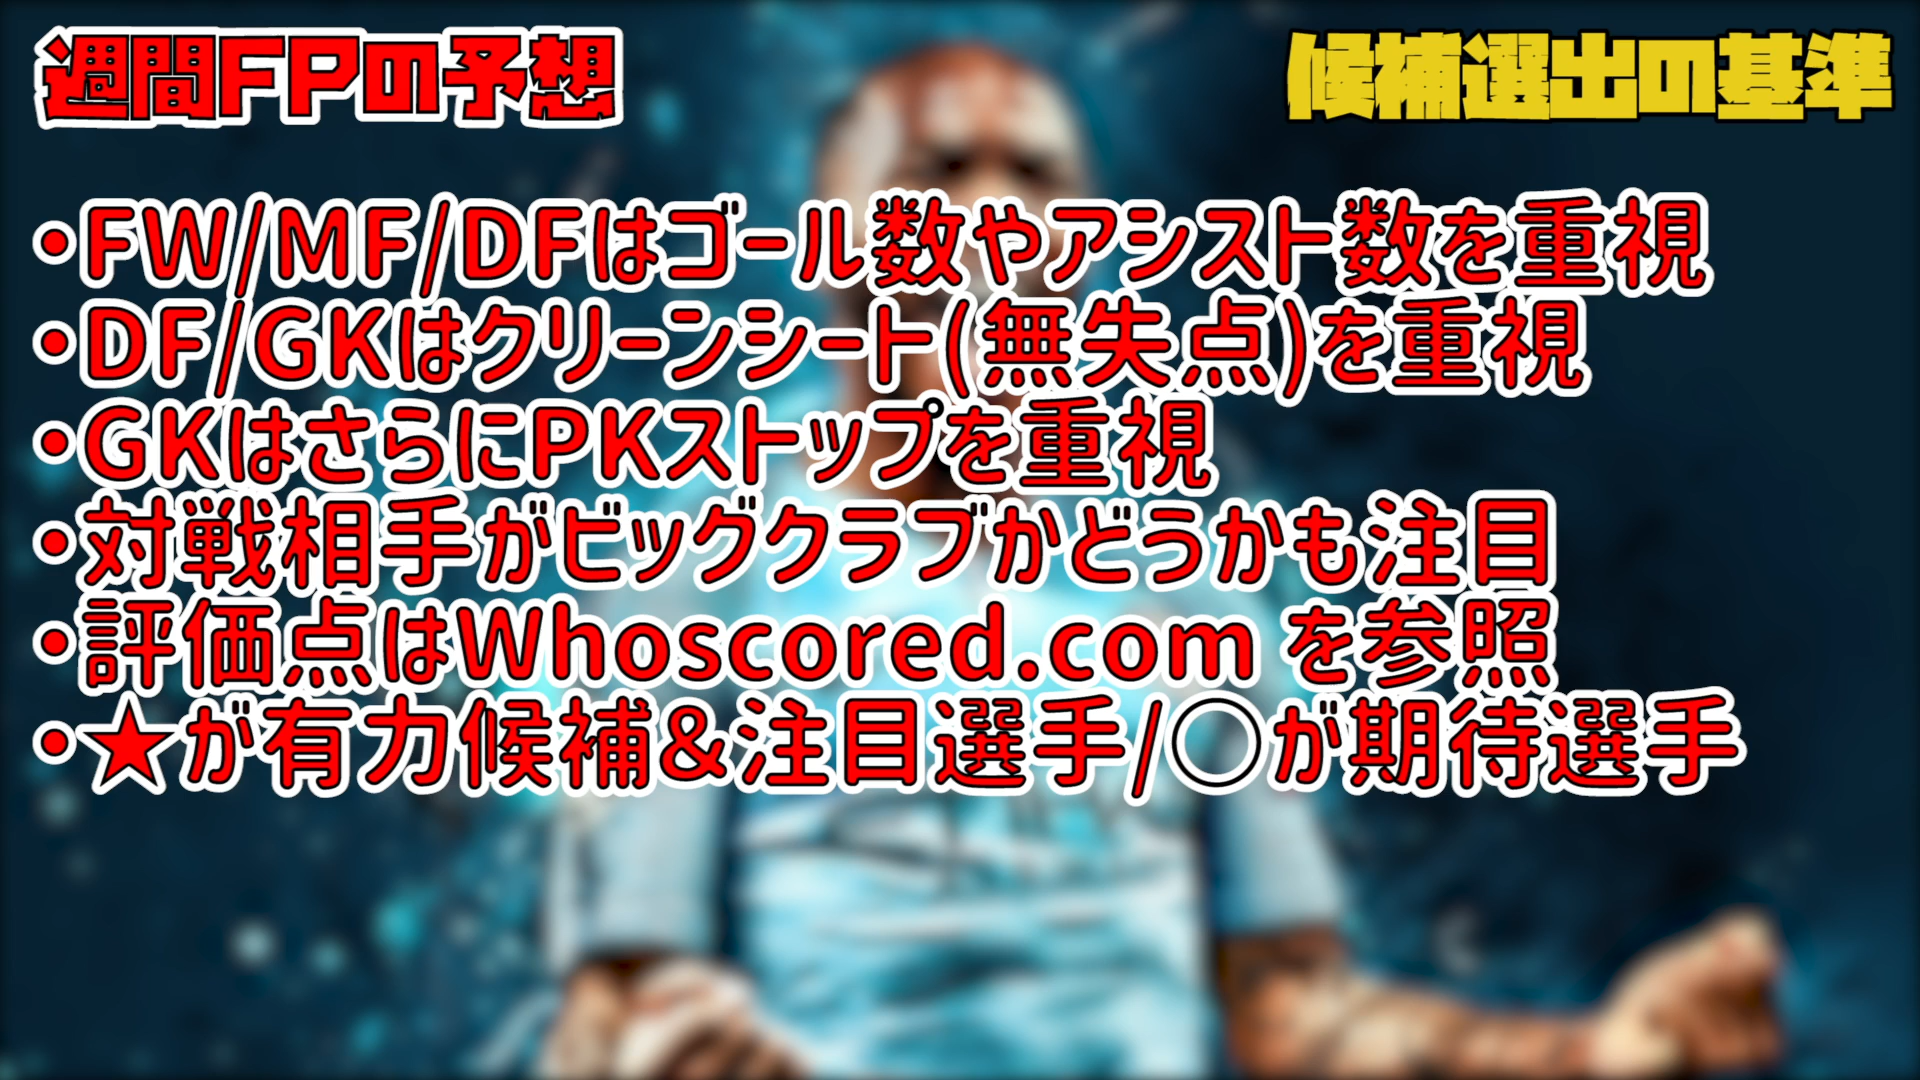 週間FPの予想
候補選出の基準
・FW/MF/DFはゴール数やアシスト数を重視
・DF/GKはクリーンシート(無失点)を重視
・GKはさらにPKストップを重視
・対戦相手がビッグクラブかどうかも注目
・評価点はWhoscored.com を参照
・★が有力候補&注目選手/◯が期待選手